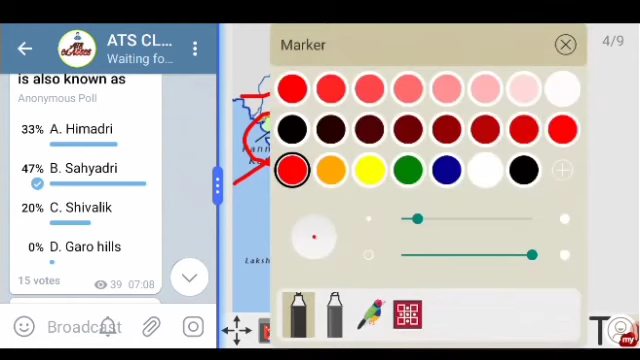 ATS CL...
Waiting fo...
is also known as
Anonymous Poll
33% A. Himadri
47% B. Sahyadri
20% C. Shivalik
0% D. Garo hills
15 votes
39 07:08
Broadcast
Marker
4/9
Laksh
T
my